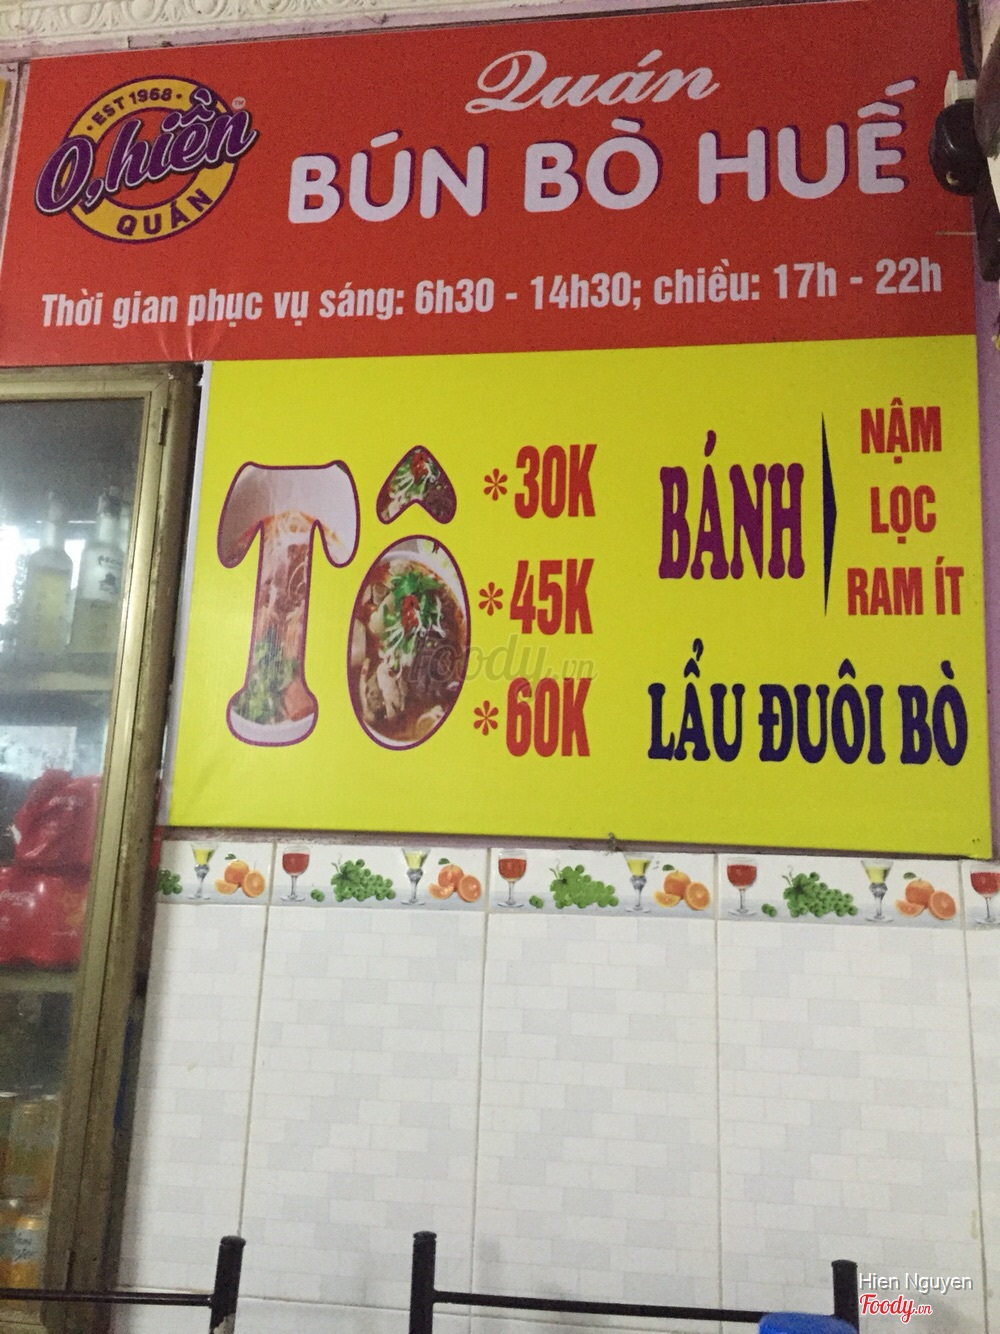 EST 1968
O,hiền
TM
QUÁN
Quán
BÚN BÒ HUẾ
Thời gian phục vụ sáng: 6h30 - 14h30; chiều: 17h - 22h
TÔ
*30K
*45K
*60K
BÁNH
NẬM
LỌC
RAM ÍT
LẨU ĐUÔI BÒ
foody.vn
Hien Nguyen
Foody.vn